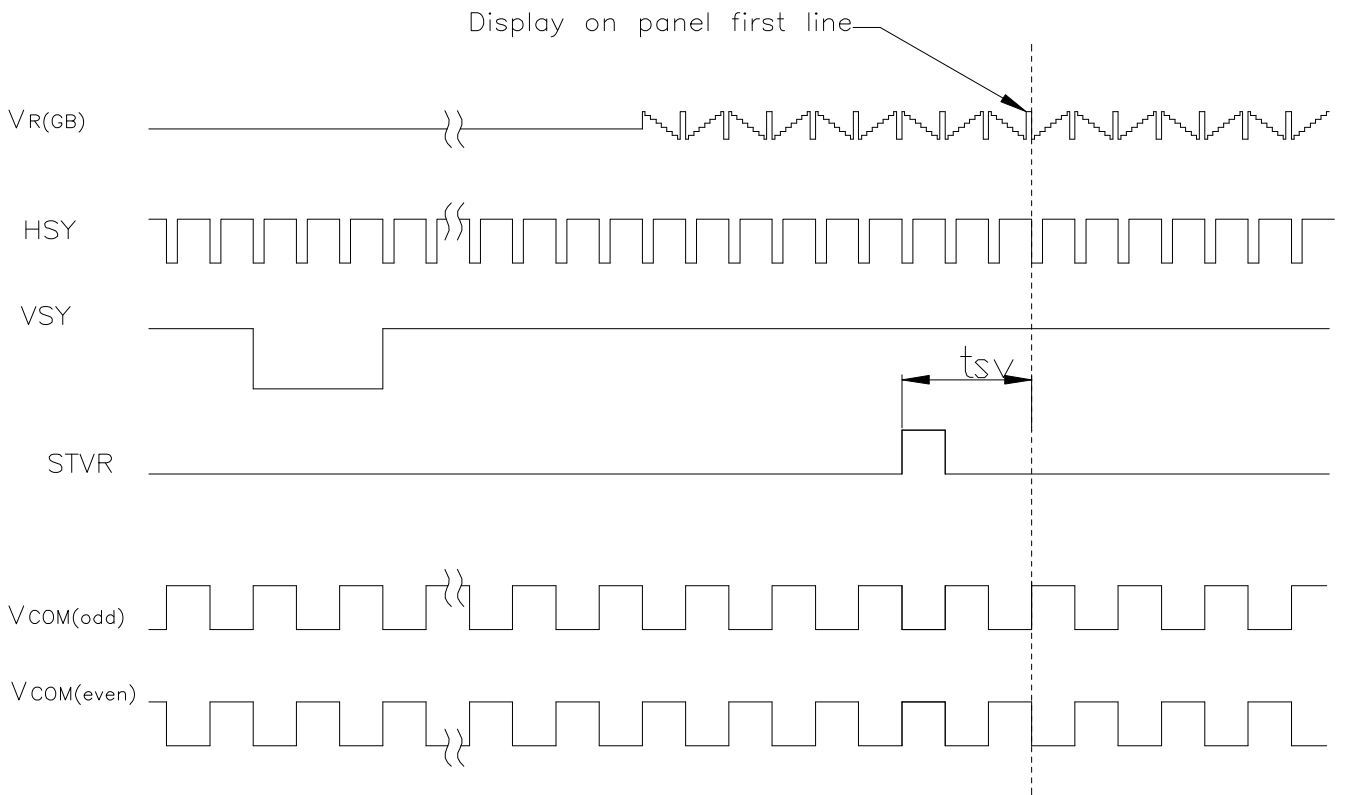 Display on panel first line
VR(GB)
HSY
VSY
tsv
STVR
VCOM(odd)
VCOM(even)